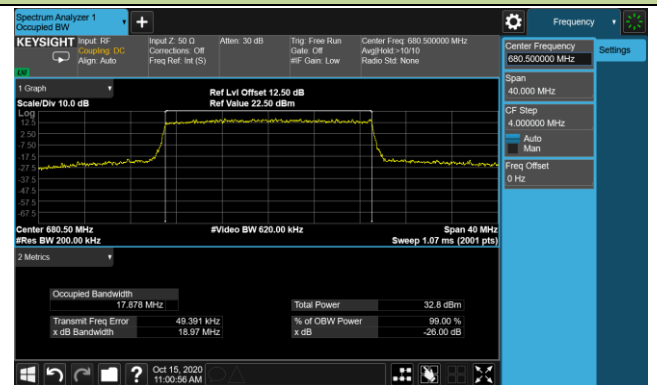 Spectrum Analyzer 1
Occupied BW
Frequency
KEYSIGHT
Input: RF
Coupling: DC
Align: Auto
Input Z: 50 Ω
Corrections: Off
Freq Ref: Int (S)
Atten: 30 dB
Trig: Free Run
Gate: Off
#IF Gain: Low
Center Freq: 680.500000 MHz
Avg|Hold:>10/10
Radio Std: None
Center Frequency
680.500000 MHz
Settings
Span
40.000 MHz
CF Step
4.000000 MHz
Auto
Man
Freq Offset
0 Hz
1 Graph
Scale/Div 10.0 dB
Ref Lvl Offset 12.50 dB
Ref Value 22.50 dBm
Log
12.5
2.50
-7.50
-17.5
-27.5
-37.5
-47.5
-57.5
-67.5
Center 680.50 MHz
#Res BW 200.00 kHz
#Video BW 620.00 kHz
Span 40 MHz
Sweep 1.07 ms (2001 pts)
2 Metrics
Occupied Bandwidth
17.878 MHz
Total Power 32.8 dBm
Transmit Freq Error 49.391 kHz
% of OBW Power 99.00 %
x dB Bandwidth 18.97 MHz
x dB -26.00 dB
?
Oct 15, 2020
11:00:56 AM